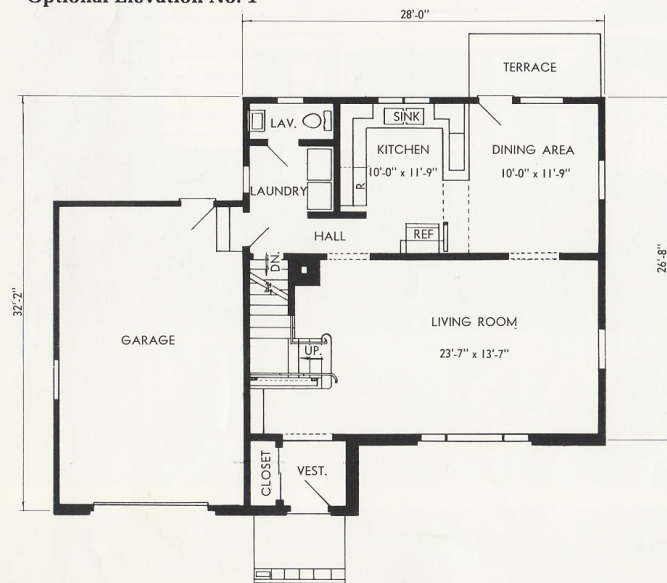 Optional Elevation No. 1
28'-0"
TERRACE
LAV.
SINK
KITCHEN
10'-0" x 11'-9"
DINING AREA
10'-0" x 11'-9"
LAUNDRY
R
HALL
REF
32'-2"
26'-8"
DN.
GARAGE
LIVING ROOM
23'-7" x 13'-7"
UP.
CLOSET
VEST.